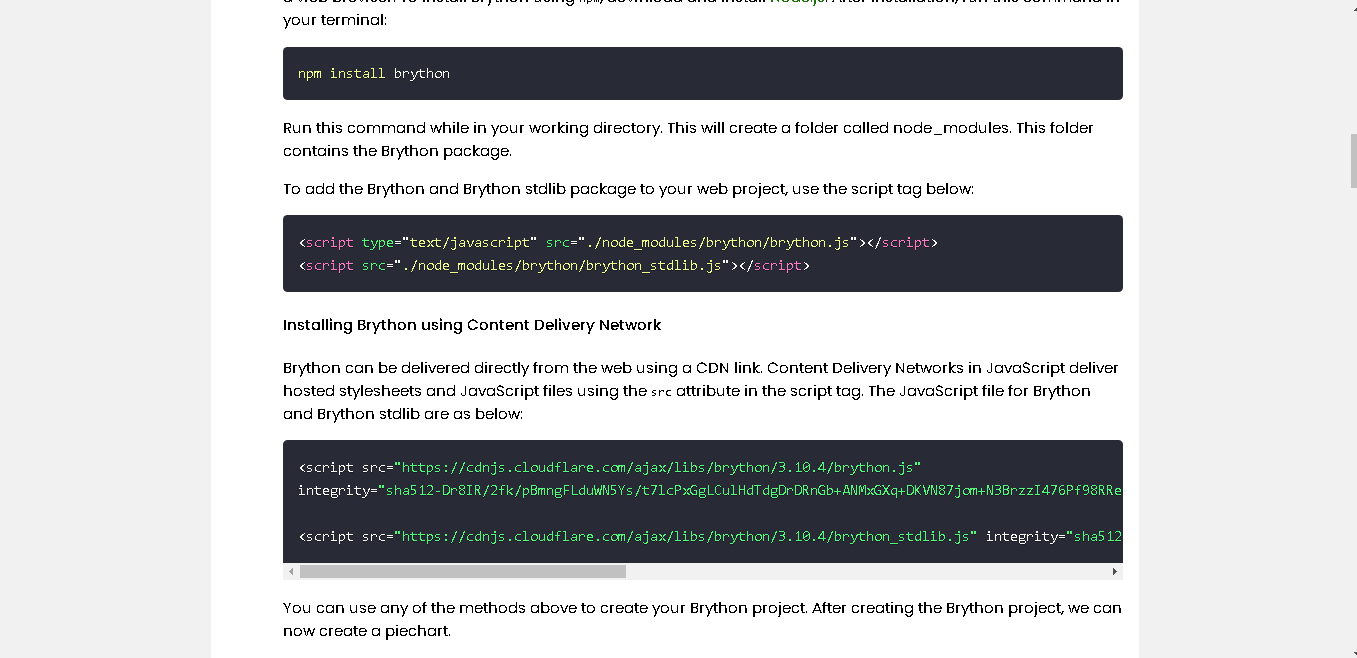 your terminal:
npm install brython
Run this command while in your working directory. This will create a folder called node_modules. This folder
contains the Brython package.
To add the Brython and Brython stdlib package to your web project, use the script tag below:
<script type="text/javascript" src="./node_modules/brython/brython.js"></script>
<script src="./node_modules/brython/brython_stdlib.js"></script>
Installing Brython using Content Delivery Network
Brython can be delivered directly from the web using a CDN link. Content Delivery Networks in JavaScript deliver
hosted stylesheets and JavaScript files using the src attribute in the script tag. The JavaScript file for Brython
and Brython stdlib are as below:
<script src="https://cdnjs.cloudflare.com/ajax/libs/brython/3.10.4/brython.js"
integrity="sha512-
<script src="https://cdnjs.cloudflare.com/ajax/libs/brython/3.10.4/brython_stdlib.js" integrity="sha512
You can use any of the methods above to create your Brython project. After creating the Brython project, we can
now create a piechart.